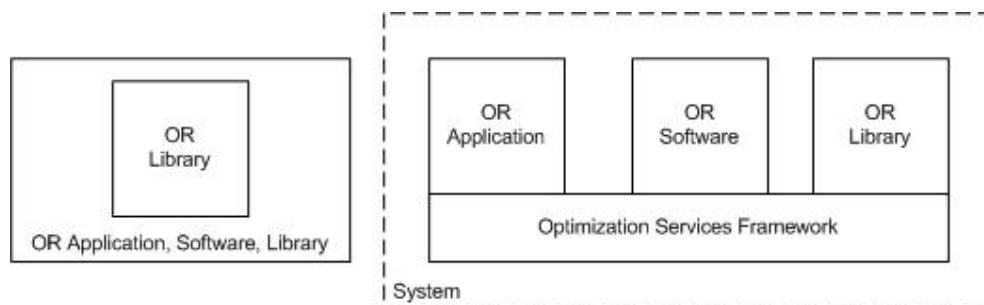 OR
Library
OR Application, Software, Library
OR
Application
OR
Software
OR
Library
Optimization Services Framework
System